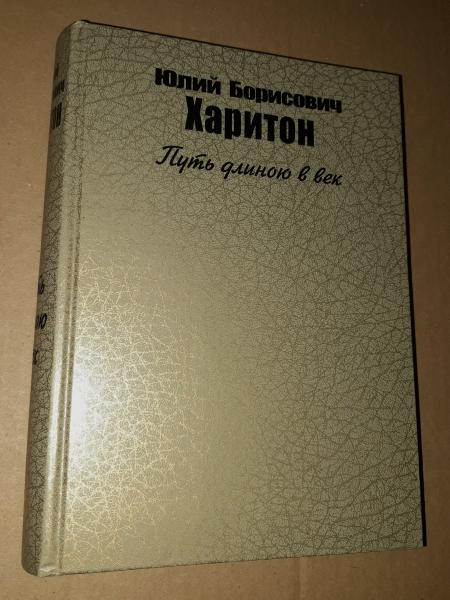 Юлий Борисович
Харитон
Путь длиною в век